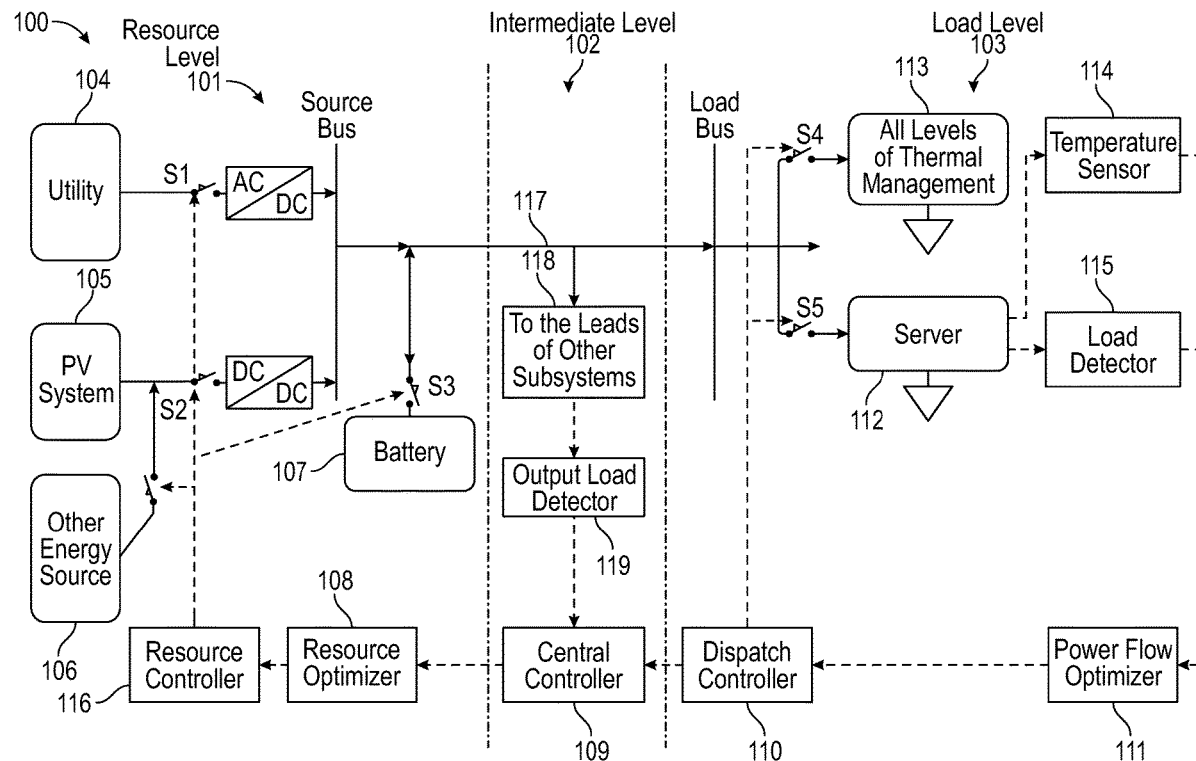 100
Resource
Level
101
Intermediate Level
102
Load Level
103
104
Utility
S1
AC
DC
Source
Bus
105
PV
System
S2
DC
DC
S3
Battery
107
Other
Energy
Source
106
117
118
To the Leads
of Other
Subsystems
Output Load
Detector
119
Load
Bus
S4
113
All Levels
of Thermal
Management
114
Temperature
Sensor
S5
Server
112
115
Load
Detector
Resource
Controller
116
108
Resource
Optimizer
Central
Controller
109
Dispatch
Controller
110
Power Flow
Optimizer
111